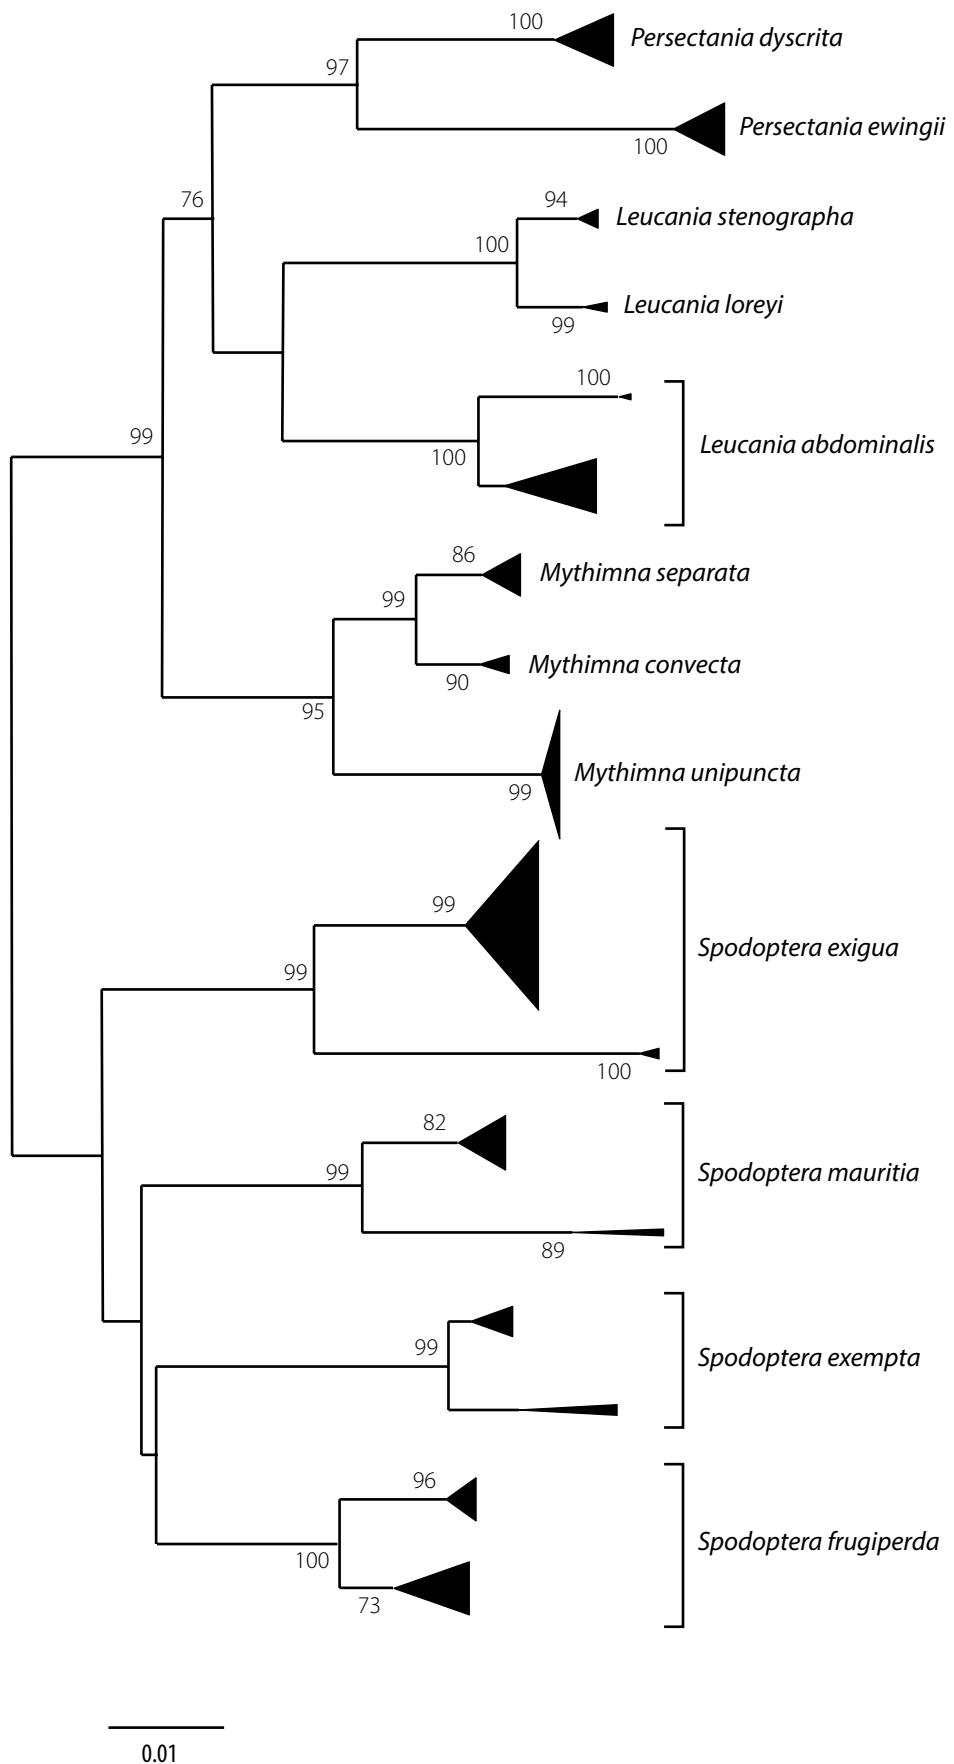 100
Persectania dyscrita
97
Persectania ewingii
100
76
94
Leucania stenographa
100
Leucania loreyi
99
100
99
Leucania abdominalis
100
86
Mythimna separata
99
Mythimna convecta
90
95
Mythimna unipuncta
99
99
Spodoptera exigua
99
100
82
99
Spodoptera mauritia
89
99
Spodoptera exempta
96
Spodoptera frugiperda
100
73
0.01